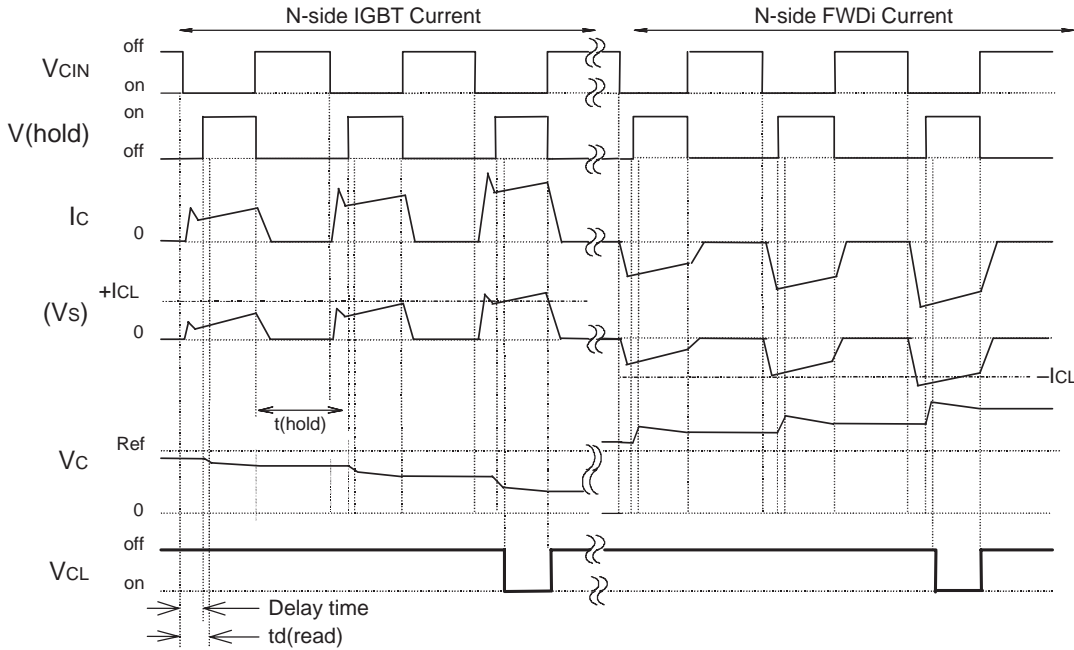 N-side IGBT Current
N-side FWDi Current
VCIN
off
on
V(hold)
on
off
IC
0
+ICL
(VS)
0
–ICL
t(hold)
Ref
VC
0
VCL
off
on
Delay time
td(read)